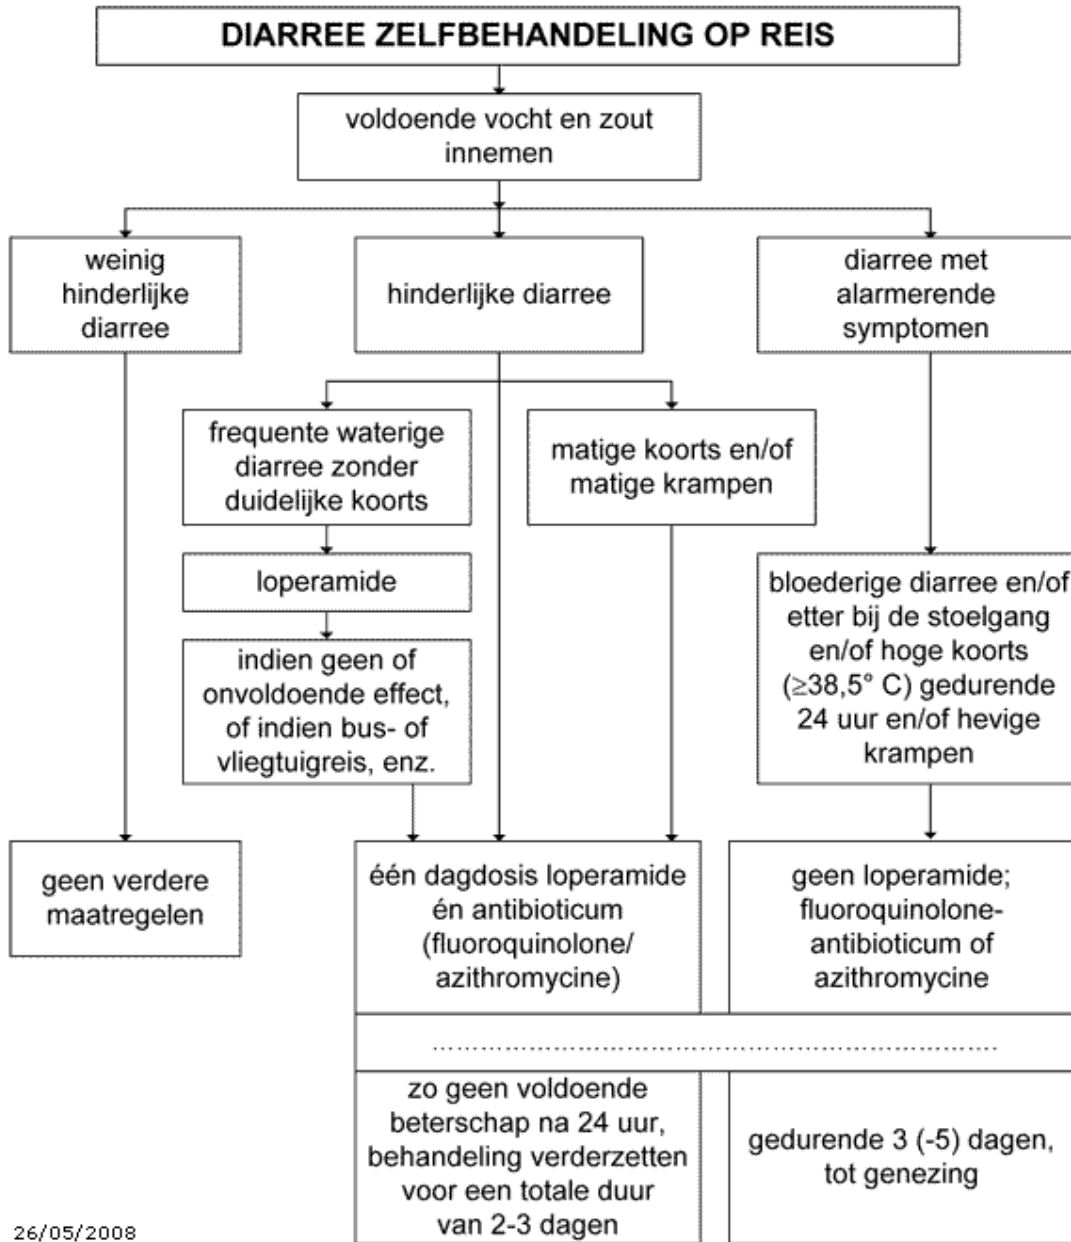 DIARREE ZELFBEHANDELING OP REIS
voldoende vocht en zout
innemen
weinig
hinderlijke
diarree
hinderlijke diarree
diarree met
alarmerende
symptomen
frequente waterige
diarree zonder
duidelijke koorts
matige koorts en/of
matige krampen
loperamide
indien geen of
onvoldoende effect,
of indien bus- of
vliegtuigreis, enz.
bloederige diarree en/of
etter bij de stoelgang
en/of hoge koorts
(≥38,5° C) gedurende
24 uur en/of hevige
krampen
geen verdere
maatregelen
één dagdosis loperamide
én antibioticum
(fluoroquinolone/
azithromycine)
geen loperamide;
fluoroquinolone-
antibioticum of
azithromycine
................................................................
zo geen voldoende
beterschap na 24 uur,
behandeling verderzetten
voor een totale duur
van 2-3 dagen
gedurende 3 (-5) dagen,
tot genezing
26/05/2008